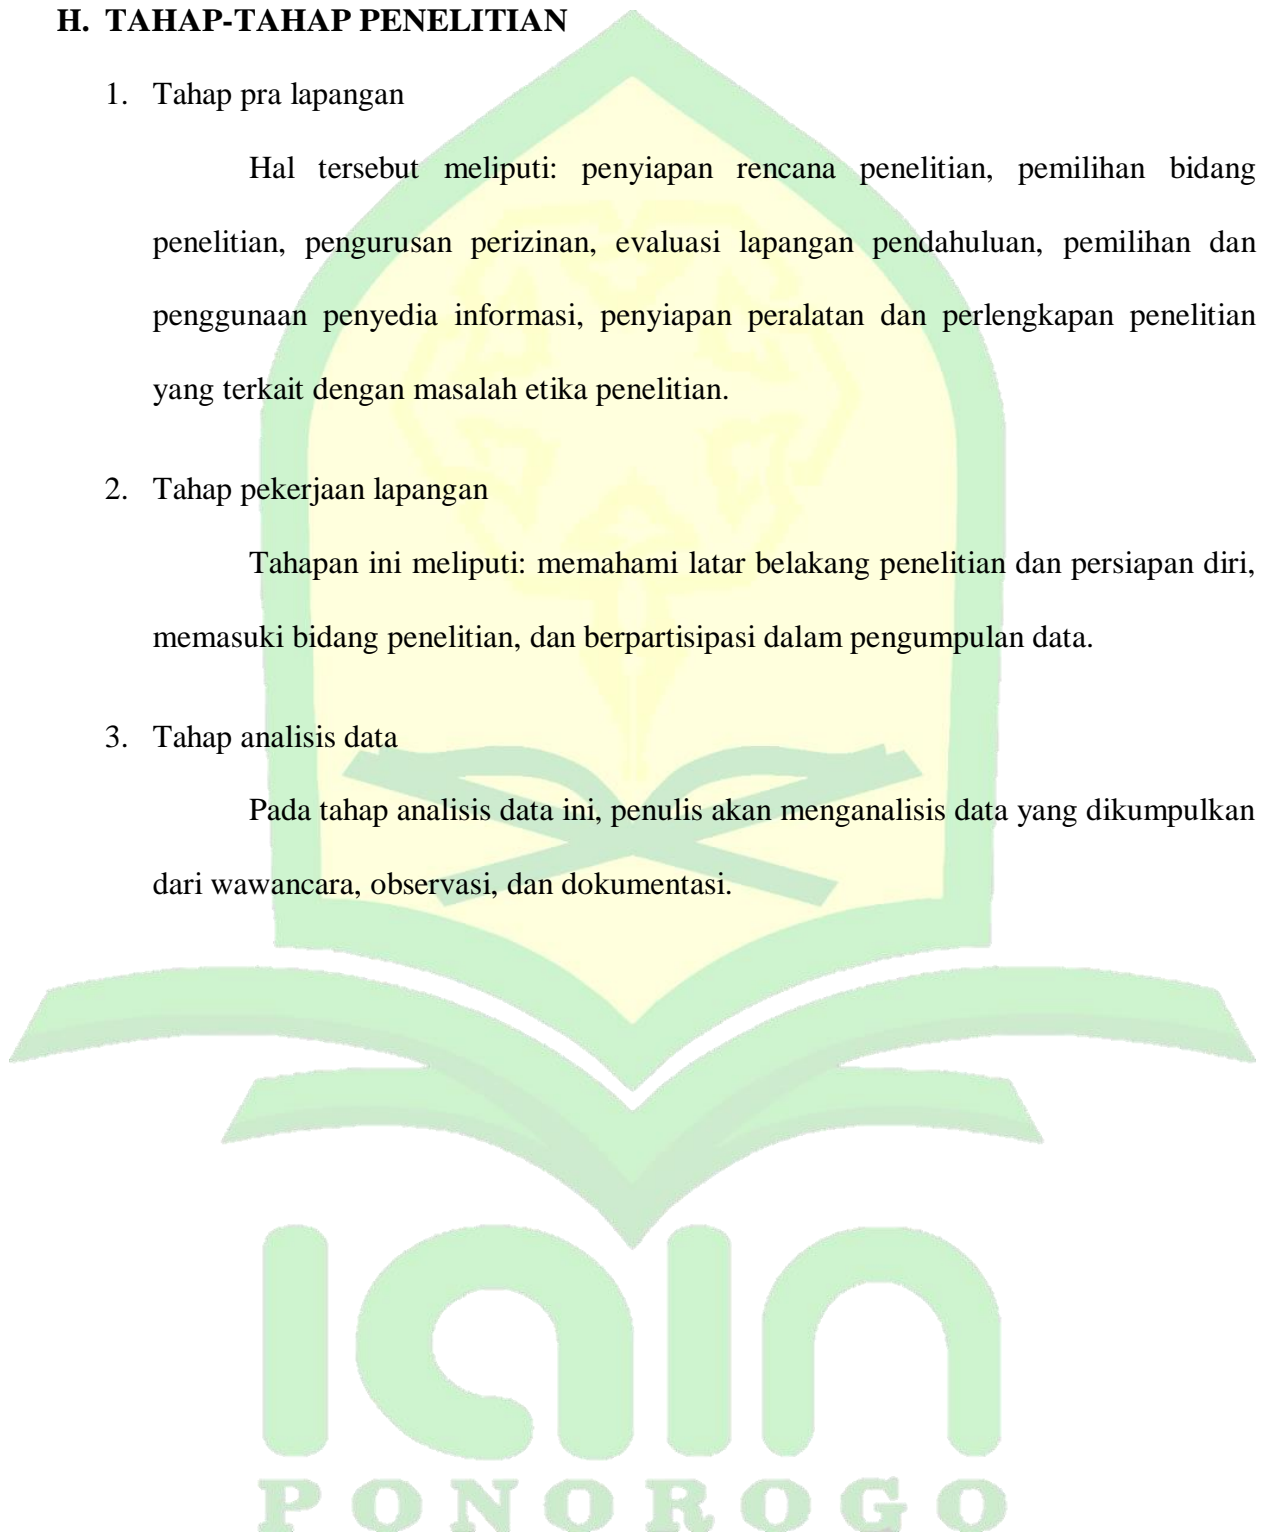 H. TAHAP-TAHAP PENELITIAN
1. Tahap pra lapangan
Hal tersebut meliputi: penyiapan rencana penelitian, pemilihan bidang
penelitian, pengurusan perizinan, evaluasi lapangan pendahuluan, pemilihan dan
penggunaan penyedia informasi, penyiapan peralatan dan perlengkapan penelitian
yang terkait dengan masalah etika penelitian.
2. Tahap pekerjaan lapangan
Tahapan ini meliputi: memahami latar belakang penelitian dan persiapan diri,
memasuki bidang penelitian, dan berpartisipasi dalam pengumpulan data.
3. Tahap analisis data
Pada tahap analisis data ini, penulis akan menganalisis data yang dikumpulkan
dari wawancara, observasi, dan dokumentasi.
IAIN
PONOROGO